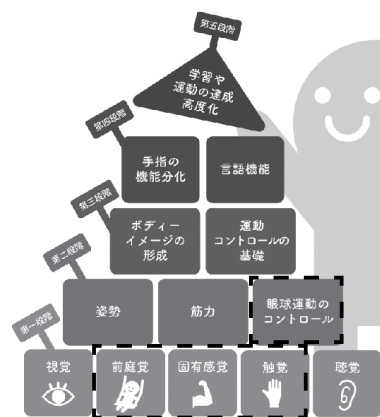 第五段階
学習や
運動の達成
高度化
第四段階
手指の
機能分化
言語機能
第三段階
ボディー
イメージの
形成
運動
コントロールの
基礎
第二段階
姿勢
筋力
眼球運動の
コントロール
第一段階
視覚
前庭覚
固有感覚
触覚
聴覚